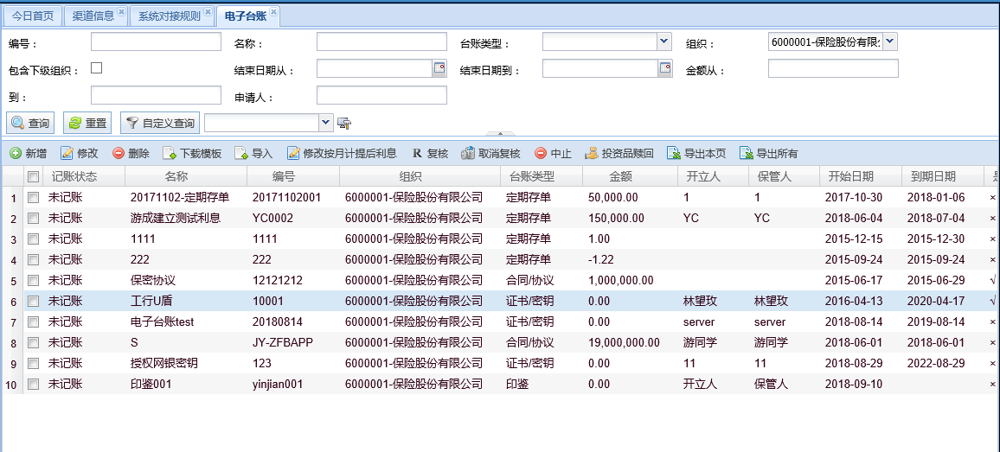 今日首页 渠道信息 系统对接规则 电子台账
编号： 名称： 台账类型： 组织： 6000001-保险股份有限
包含下级组织： 结束日期从： 结束日期到： 金额从：
到： 申请人：
查询 重置 自定义查询
新增 修改 删除 下载模板 导入 修改按月计提后利息 R 复核 取消复核 中止 投资品赎回 导出本页 导出所有
记账状态 名称 编号 组织 台账类型 金额 开立人 保管人 开始日期 到期日期
1 未记账 20171102-定期存单 20171102001 6000001-保险股份有限公司 定期存单 50,000.00 1 1 2017-10-30 2018-01-06 ×
2 未记账 游成建立测试利息 YC0002 6000001-保险股份有限公司 定期存单 150,000.00 YC YC 2018-06-04 2018-07-04 ×
3 未记账 1111 1111 6000001-保险股份有限公司 定期存单 1.00 2015-12-15 2015-12-30 ×
4 未记账 222 222 6000001-保险股份有限公司 定期存单 -1.22 2015-09-24 2015-09-24 ×
5 未记账 保密协议 12121212 6000001-保险股份有限公司 合同/协议 1,000,000.00 2015-06-17 2015-06-29 √
6 未记账 工行U盾 10001 6000001-保险股份有限公司 证书/密钥 0.00 林望玫 林望玫 2016-04-13 2020-04-17 √
7 未记账 电子台账test 20180814 6000001-保险股份有限公司 证书/密钥 0.00 server server 2018-08-14 2019-08-14 ×
8 未记账 S JY-ZFBAPP 6000001-保险股份有限公司 合同/协议 19,000,000.00 游同学 游同学 2018-06-01 2018-06-01 ×
9 未记账 授权网银密钥 123 6000001-保险股份有限公司 证书/密钥 0.00 11 11 2018-08-29 2022-08-29 ×
10 未记账 印鉴001 yinjian001 6000001-保险股份有限公司 印鉴 0.00 开立人 保管人 2018-09-10 ×